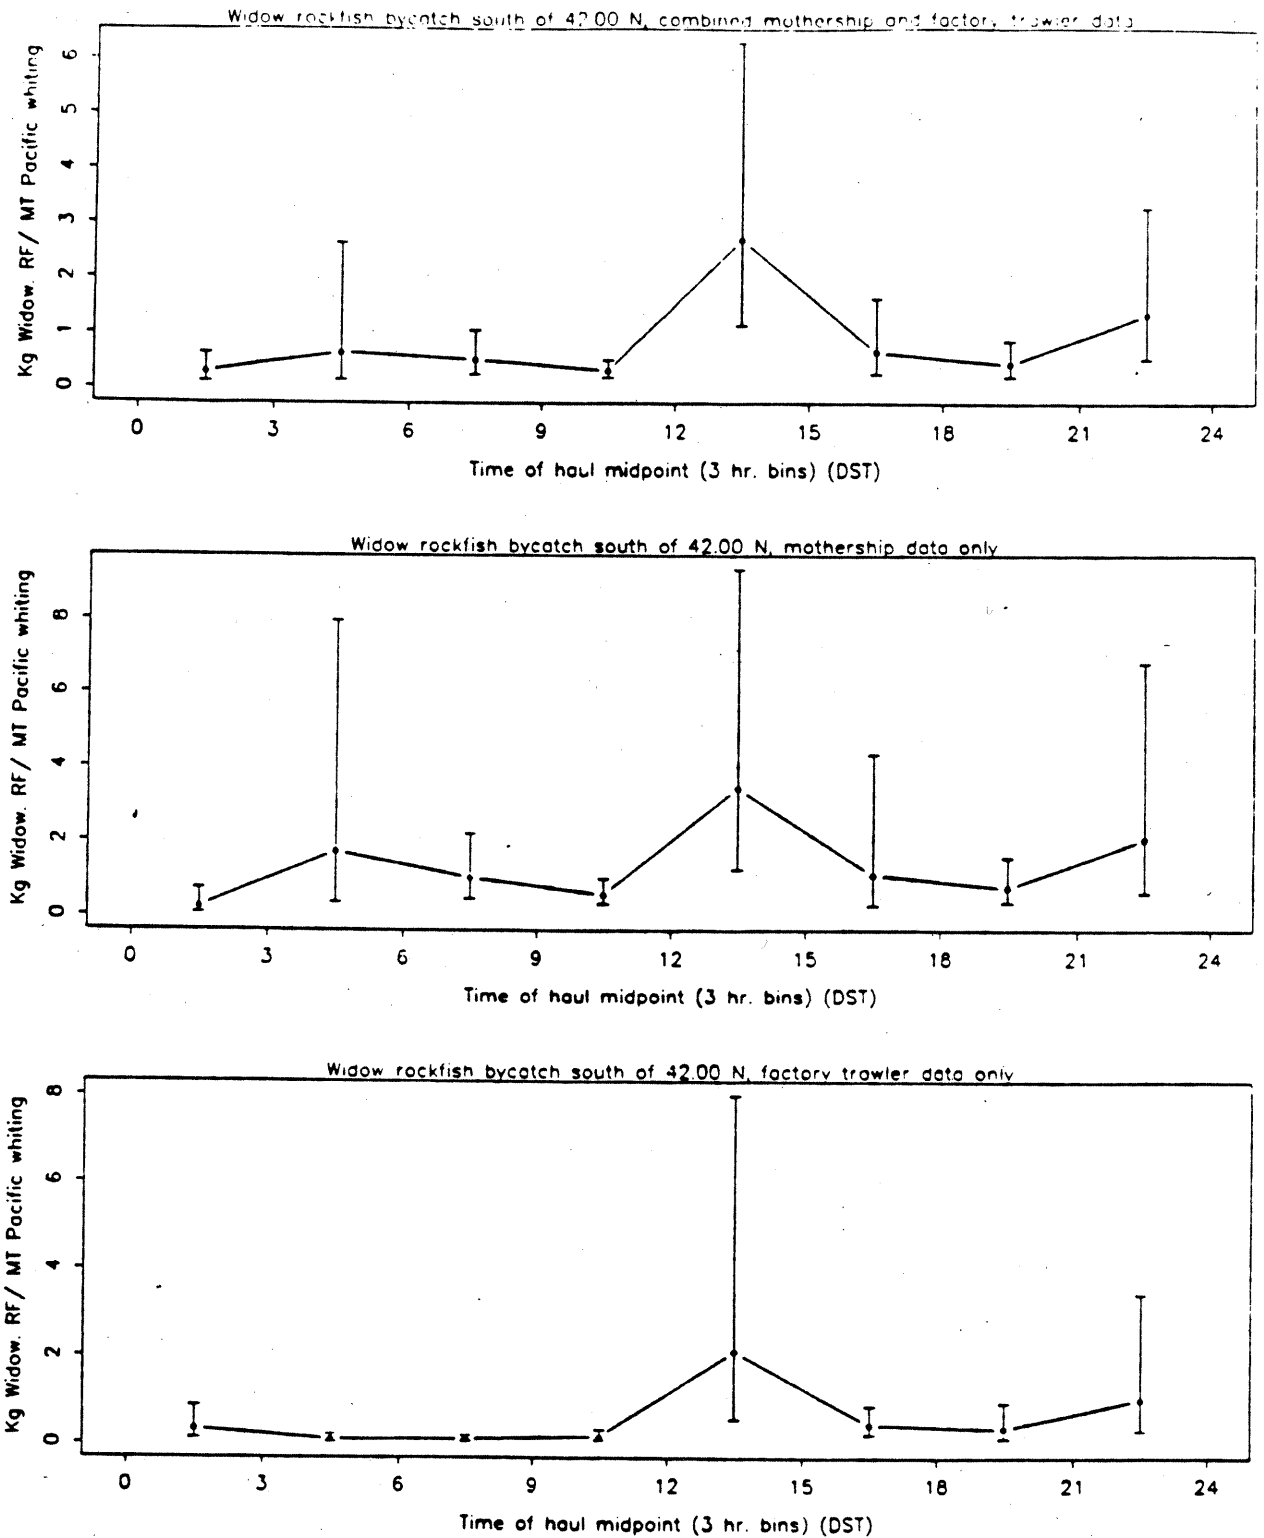 Widow rockfish bycatch south of 42.00 N, combined mothership and factory trawler data
Kg Widow. RF/ MT Pacific whiting
6
5
4
3
2
1
0
0 3 6 9 12 15 18 21 24
Time of haul midpoint (3 hr. bins) (DST)
Widow rockfish bycatch south of 42.00 N, mothership data only
Kg Widow. RF/ MT Pacific whiting
8
6
4
2
0
0 3 6 9 12 15 18 21 24
Time of haul midpoint (3 hr. bins) (DST)
Widow rockfish bycatch south of 42.00 N, factory trawler data only
Kg Widow. RF/ MT Pacific whiting
8
6
4
2
0
0 3 6 9 12 15 18 21 24
Time of haul midpoint (3 hr. bins) (DST)